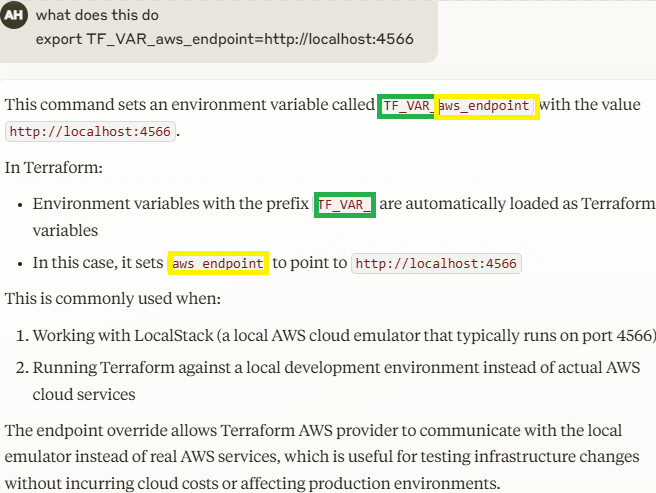 AH what does this do
export TF_VAR_aws_endpoint=http://localhost:4566
This command sets an environment variable called TF_VAR_aws_endpoint with the value
http://localhost:4566.
In Terraform:
• Environment variables with the prefix TF_VAR_ are automatically loaded as Terraform
variables
• In this case, it sets aws_endpoint to point to http://localhost:4566
This is commonly used when:
1. Working with LocalStack (a local AWS cloud emulator that typically runs on port 4566)
2. Running Terraform against a local development environment instead of actual AWS
cloud services
The endpoint override allows Terraform AWS provider to communicate with the local
emulator instead of real AWS services, which is useful for testing infrastructure changes
without incurring cloud costs or affecting production environments.